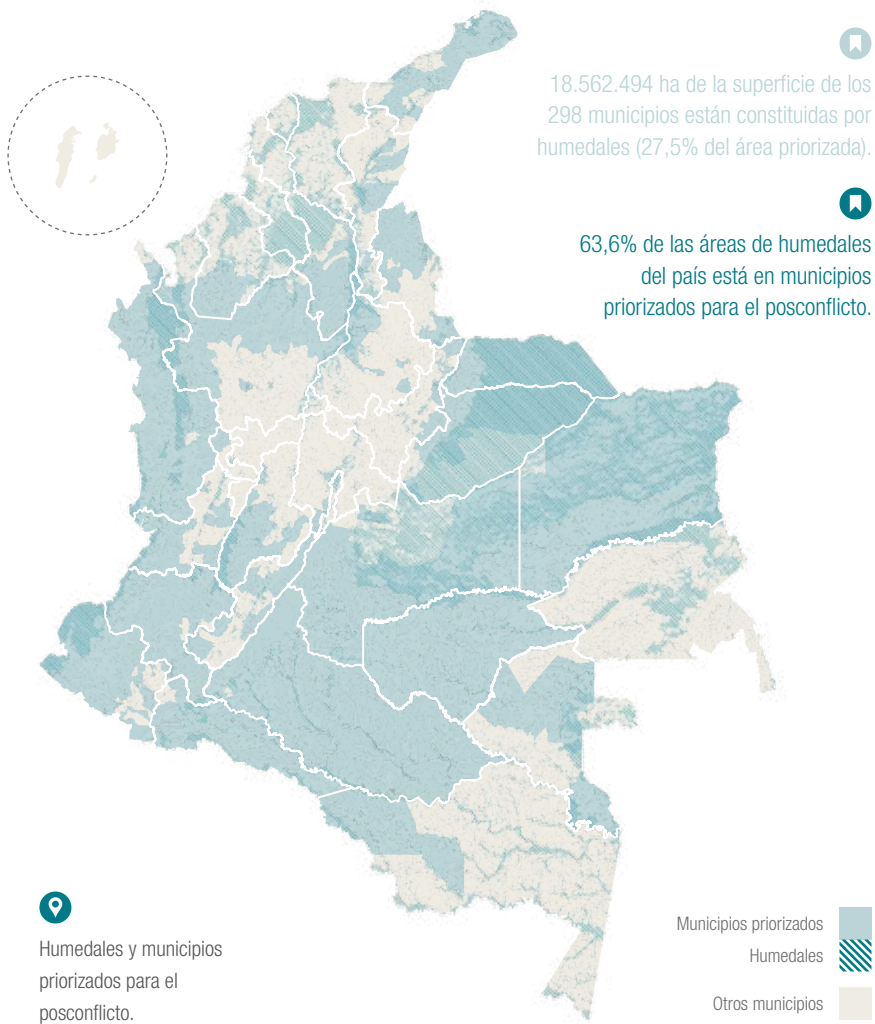 18.562.494 ha de la superficie de los
298 municipios están constituidas por
humedales (27,5% del área priorizada).
63,6% de las áreas de humedales
del país está en municipios
priorizados para el posconflicto.
Humedales y municipios
priorizados para el
posconflicto.
Municipios priorizados
Humedales
Otros municipios